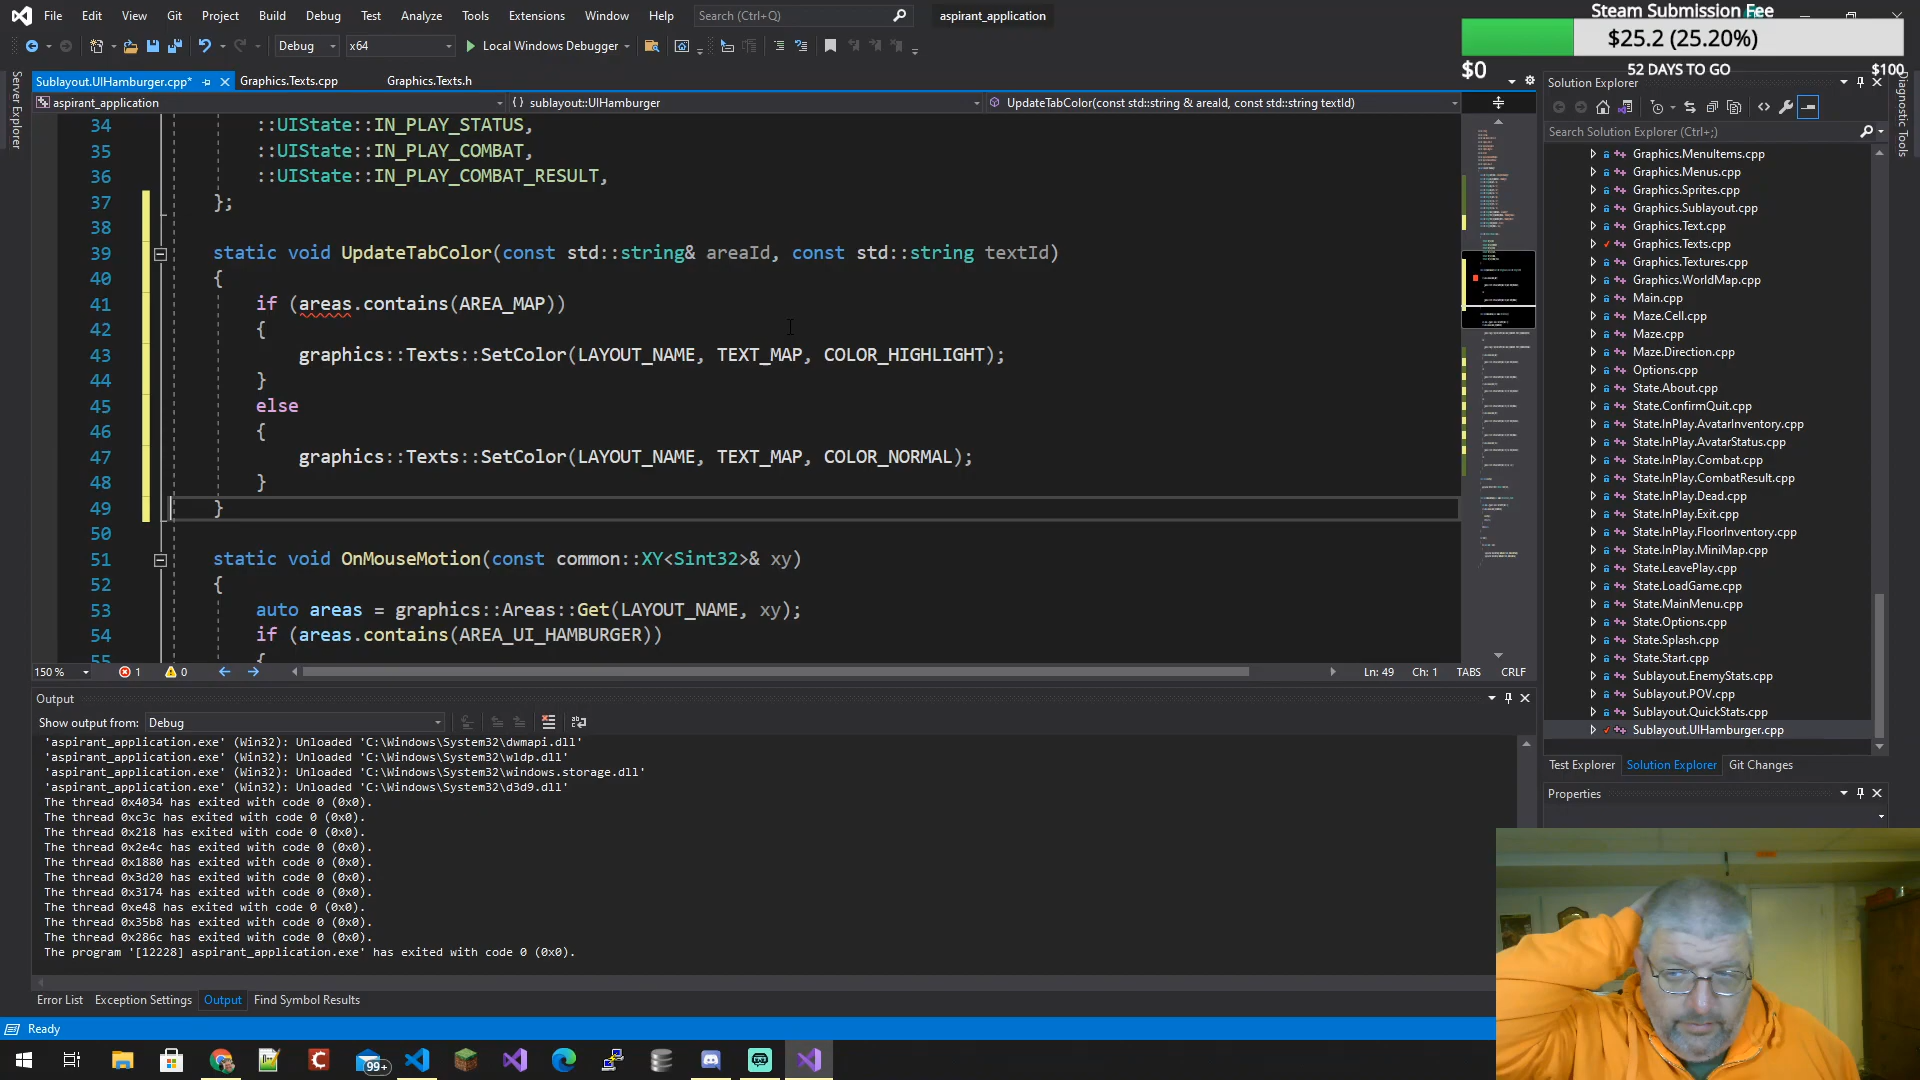 File Edit View Git Project Build Debug Test Analyze Tools Extensions Window Help Search (Ctrl+Q) aspirant_application
Debug x64 Local Windows Debugger
Steam Submission Fee
$25.2 (25.20%)
$0 52 DAYS TO GO $100
Sublayout.UIHamburger.cpp* Graphics.Texts.cpp Graphics.Texts.h
aspirant_application sublayout::UIHamburger UpdateTabColor(const std::string & areaId, const std::string textId)
34 ::UIState::IN_PLAY_STATUS,
35 ::UIState::IN_PLAY_COMBAT,
36 ::UIState::IN_PLAY_COMBAT_RESULT,
37 };
38
39 static void UpdateTabColor(const std::string& areaId, const std::string textId)
40 {
41 if (areas.contains(AREA_MAP))
42 {
43 graphics::Texts::SetColor(LAYOUT_NAME, TEXT_MAP, COLOR_HIGHLIGHT);
44 }
45 else
46 {
47 graphics::Texts::SetColor(LAYOUT_NAME, TEXT_MAP, COLOR_NORMAL);
48 }
49 }
50
51 static void OnMouseMotion(const common::XY<Sint32>& xy)
52 {
53 auto areas = graphics::Areas::Get(LAYOUT_NAME, xy);
54 if (areas.contains(AREA_UI_HAMBURGER))
55 {
150 % 1 0 Ln: 49 Ch: 1 TABS CRLF
Output
Show output from: Debug
'aspirant_application.exe' (Win32): Unloaded 'C:\Windows\System32\dwmapi.dll'
'aspirant_application.exe' (Win32): Unloaded 'C:\Windows\System32\wldp.dll'
'aspirant_application.exe' (Win32): Unloaded 'C:\Windows\System32\windows.storage.dll'
'aspirant_application.exe' (Win32): Unloaded 'C:\Windows\System32\d3d9.dll'
The thread 0x4034 has exited with code 0 (0x0).
The thread 0xc3c has exited with code 0 (0x0).
The thread 0x218 has exited with code 0 (0x0).
The thread 0x2e4c has exited with code 0 (0x0).
The thread 0x1880 has exited with code 0 (0x0).
The thread 0x3d20 has exited with code 0 (0x0).
The thread 0x3174 has exited with code 0 (0x0).
The thread 0xe48 has exited with code 0 (0x0).
The thread 0x35b8 has exited with code 0 (0x0).
The thread 0x286c has exited with code 0 (0x0).
The program '[12228] aspirant_application.exe' has exited with code 0 (0x0).
Error List Exception Settings Output Find Symbol Results
Ready
99+
Server Explorer
Diagnostic Tools
Solution Explorer
Search Solution Explorer (Ctrl+;)
Graphics.MenuItems.cpp
Graphics.Menus.cpp
Graphics.Sprites.cpp
Graphics.Sublayout.cpp
Graphics.Text.cpp
Graphics.Texts.cpp
Graphics.Textures.cpp
Graphics.WorldMap.cpp
Main.cpp
Maze.Cell.cpp
Maze.cpp
Maze.Direction.cpp
Options.cpp
State.About.cpp
State.ConfirmQuit.cpp
State.InPlay.AvatarInventory.cpp
State.InPlay.AvatarStatus.cpp
State.InPlay.Combat.cpp
State.InPlay.CombatResult.cpp
State.InPlay.Dead.cpp
State.InPlay.Exit.cpp
State.InPlay.FloorInventory.cpp
State.InPlay.MiniMap.cpp
State.LeavePlay.cpp
State.LoadGame.cpp
State.MainMenu.cpp
State.Options.cpp
State.Splash.cpp
State.Start.cpp
Sublayout.EnemyStats.cpp
Sublayout.POV.cpp
Sublayout.QuickStats.cpp
Sublayout.UIHamburger.cpp
Test Explorer Solution Explorer Git Changes
Properties